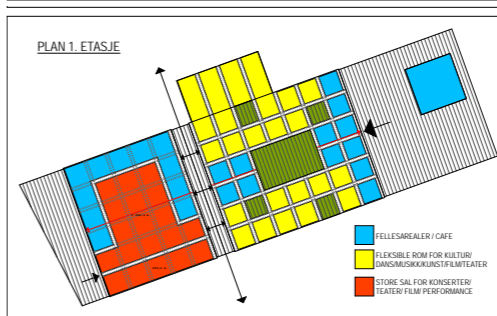 PLAN 1. ETASJE
FELLESAREALER / CAFE
FLEKSIBLE ROM FOR KULTUR/
DANS/MUSIKK/KUNST/FILM/TEATER
STORE SAL FOR KONSERTER/
TEATER/ FILM/ PERFORMANCE